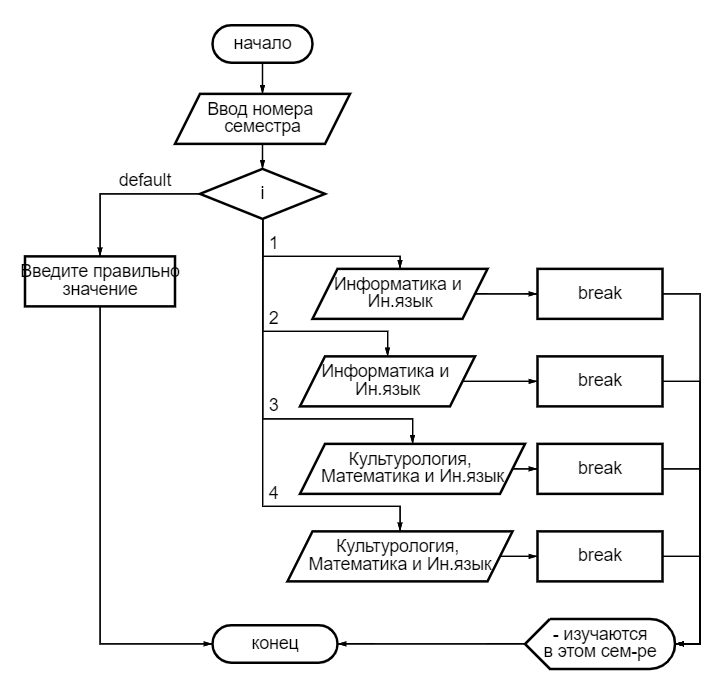 начало
Ввод номера
семестра
default
i
1
Введите правильно
значение
Информатика и
Ин.язык
break
2
Информатика и
Ин.язык
break
3
Культурология,
Математика и Ин.язык
break
4
Культурология,
Математика и Ин.язык
break
конец
- изучаются
в этом сем-ре